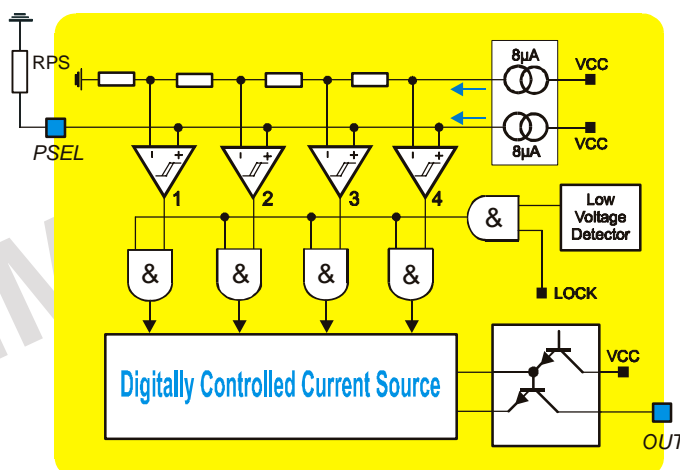 RPS
8µA
VCC
PSEL
8µA
VCC
1
2
3
4
&
Low
Voltage
Detector
&
&
&
&
LOCK
Digitally Controlled Current Source
VCC
OUT